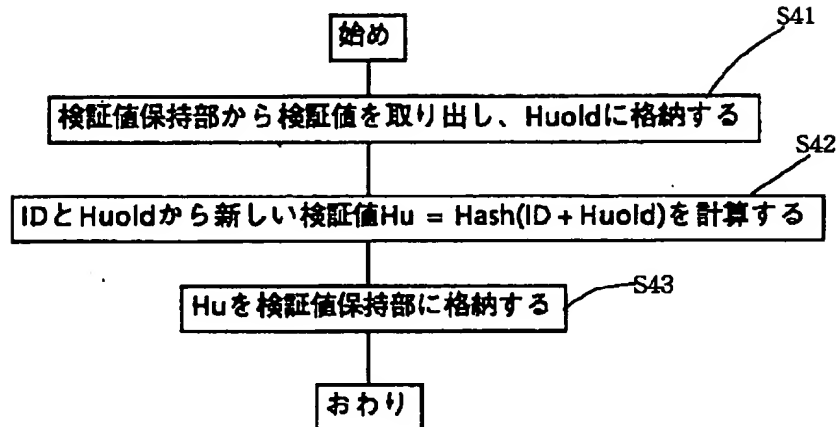 始め
S41
検証値保持部から検証値を取り出し、Huoldに格納する
S42
IDとHuoldから新しい検証値Hu = Hash(ID + Huold)を計算する
S43
Huを検証値保持部に格納する
おわり